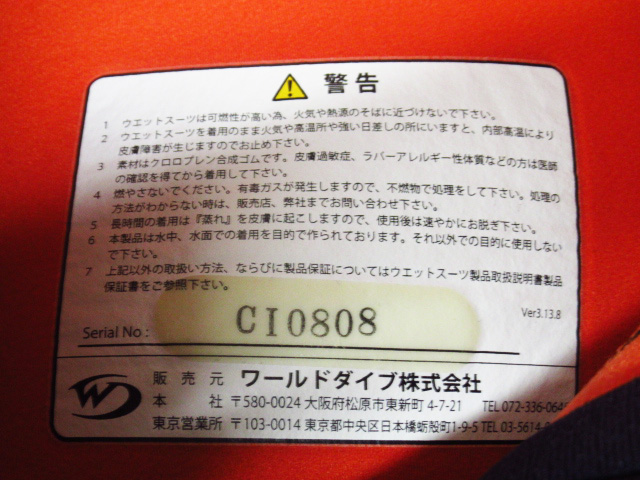 警告
1 ウエットスーツは可燃性が高い為、火気や熱源のそばに近づけないで下さい。
2 ウエットスーツを着用のまま火気や高温所や強い日差しの所にいますと、内部高温により
皮膚障害が生じますのでお止め下さい。
3 素材はクロロプレン合成ゴムです。皮膚過敏症、ラバーアレルギー性体質などの方は医師
の確認を得てから着用して下さい。
4 燃やさないでください。有毒ガスが発生しますので、不燃物で処理をして下さい。処理の
方法がわからない時は、販売店、弊社までお問い合わせ下さい。
5 長時間の着用は『蒸れ』を皮膚に起こしますので、使用後は速やかにお脱ぎ下さい。
6 本製品は水中、水面での着用を目的で作られております。それ以外での目的に使用しない
で下さい。
7 上記以外の取扱い方法、ならびに製品保証についてはウエットスーツ製品取扱説明書製品
保証書をご参照下さい。
Ver3.13.8
Serial No : CI0808
WD
販売元 ワールドダイブ株式会社
本社 〒580-0024 大阪府松原市東新町 4-7-21 TEL 072-336-064
東京営業所 〒103-0014 東京都中央区日本橋蛎殻町1-9-5 TEL 03-5614-